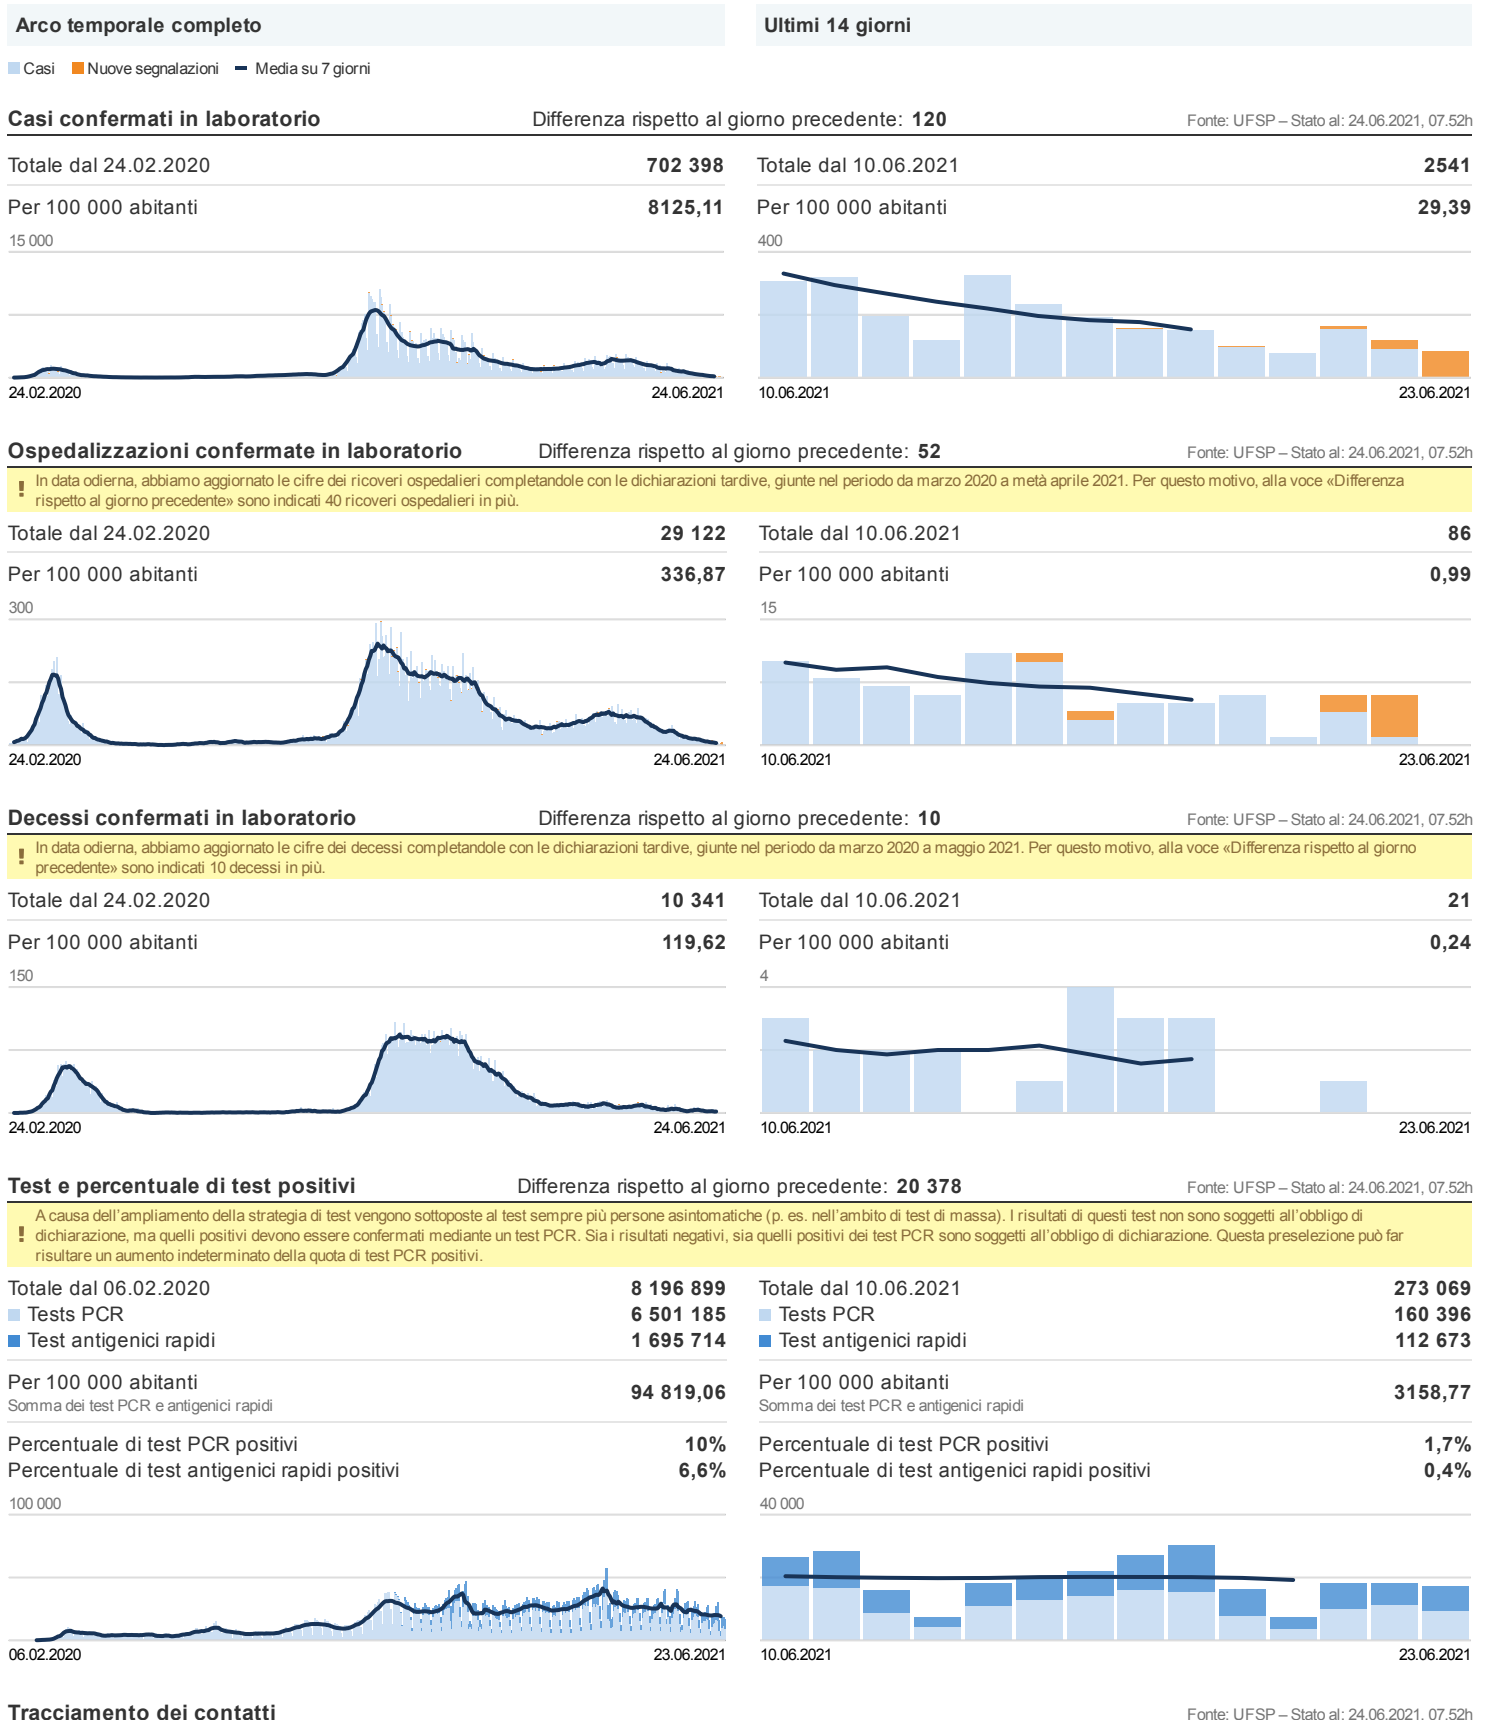 Arco temporale completo
Ultimi 14 giorni
Casi Nuove segnalazioni Media su 7 giorni
Casi confermati in laboratorio Differenza rispetto al giorno precedente: 120 Fonte: UFSP – Stato al: 24.06.2021, 07.52h
Totale dal 24.02.2020 702 398
Per 100 000 abitanti 8125,11
15 000
24.02.2020 24.06.2021
Totale dal 10.06.2021 2541
Per 100 000 abitanti 29,39
400
10.06.2021 23.06.2021
Ospedalizzazioni confermate in laboratorio Differenza rispetto al giorno precedente: 52 Fonte: UFSP – Stato al: 24.06.2021, 07.52h
! In data odierna, abbiamo aggiornato le cifre dei ricoveri ospedalieri completandole con le dichiarazioni tardive, giunte nel periodo da marzo 2020 a metà aprile 2021. Per questo motivo, alla voce «Differenza
rispetto al giorno precedente» sono indicati 40 ricoveri ospedalieri in più.
Totale dal 24.02.2020 29 122
Per 100 000 abitanti 336,87
300
24.02.2020 24.06.2021
Totale dal 10.06.2021 86
Per 100 000 abitanti 0,99
15
10.06.2021 23.06.2021
Decessi confermati in laboratorio Differenza rispetto al giorno precedente: 10 Fonte: UFSP – Stato al: 24.06.2021, 07.52h
! In data odierna, abbiamo aggiornato le cifre dei decessi completandole con le dichiarazioni tardive, giunte nel periodo da marzo 2020 a maggio 2021. Per questo motivo, alla voce «Differenza rispetto al giorno
precedente» sono indicati 10 decessi in più.
Totale dal 24.02.2020 10 341
Per 100 000 abitanti 119,62
150
24.02.2020 24.06.2021
Totale dal 10.06.2021 21
Per 100 000 abitanti 0,24
4
10.06.2021 23.06.2021
Test e percentuale di test positivi Differenza rispetto al giorno precedente: 20 378 Fonte: UFSP – Stato al: 24.06.2021, 07.52h
A causa dell'ampliamento della strategia di test vengono sottoposte al test sempre più persone asintomatiche (p. es. nell'ambito di test di massa). I risultati di questi test non sono soggetti all'obbligo di
! dichiarazione, ma quelli positivi devono essere confermati mediante un test PCR. Sia i risultati negativi, sia quelli positivi dei test PCR sono soggetti all'obbligo di dichiarazione. Questa preselezione può far
risultare un aumento indeterminato della quota di test PCR positivi.
Totale dal 06.02.2020 8 196 899
Tests PCR 6 501 185
Test antigenici rapidi 1 695 714
Per 100 000 abitanti 94 819,06
Somma dei test PCR e antigenici rapidi
Percentuale di test PCR positivi 10%
Percentuale di test antigenici rapidi positivi 6,6%
100 000
06.02.2020 23.06.2021
Totale dal 10.06.2021 273 069
Tests PCR 160 396
Test antigenici rapidi 112 673
Per 100 000 abitanti 3158,77
Somma dei test PCR e antigenici rapidi
Percentuale di test PCR positivi 1,7%
Percentuale di test antigenici rapidi positivi 0,4%
40 000
10.06.2021 23.06.2021
Tracciamento dei contatti Fonte: UFSP – Stato al: 24.06.2021, 07.52h